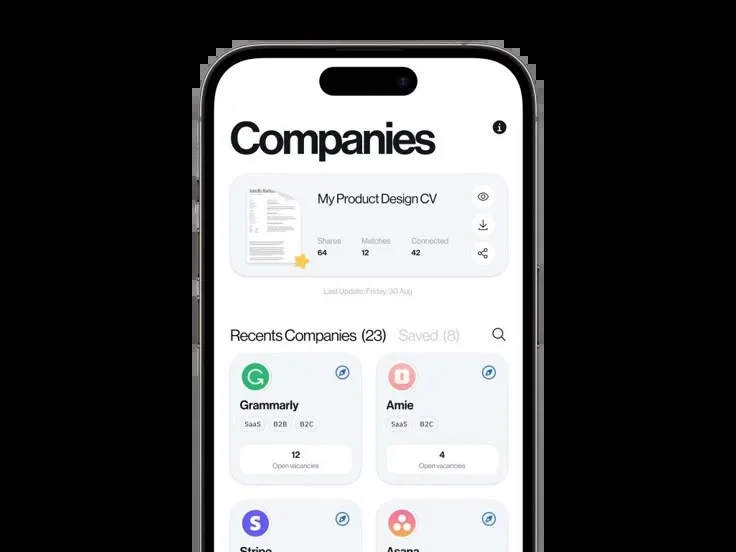 Companies
My Product Design CV
Shares Matches Connected
64 12 42
Last Update: Friday, 30 Aug
Recents Companies (23) Saved (8)
Grammarly
SaaS B2B B2C
12
Open vacancies
Amie
SaaS B2C
4
Open vacancies
Stripe
Asana